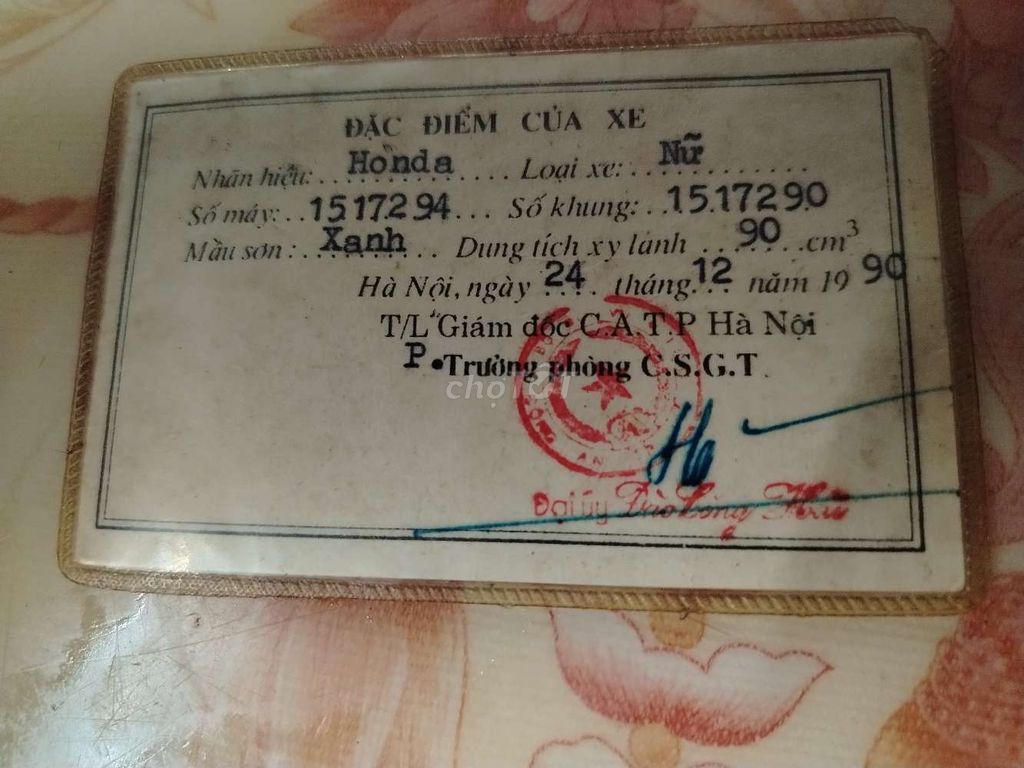 ĐẶC ĐIỂM CỦA XE
Nhãn hiệu: Honda Loại xe: Nữ
Số máy: 1517294 Số khung: 1517290
Mầu sơn: Xanh Dung tích xy lanh 90 cm³
Hà Nội, ngày 24 tháng 12 năm 1990
T/L Giám đốc C.A.T.P Hà Nội
P. Trưởng phòng C.S.G.T
chợ TỐT
Đại úy Đào